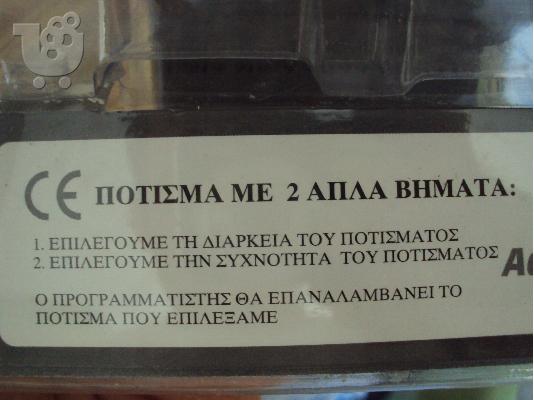 CE ΠΟΤΙΣΜΑ ΜΕ 2 ΑΠΛΑ ΒΗΜΑΤΑ:
1. ΕΠΙΛΕΓΟΥΜΕ ΤΗ ΔΙΑΡΚΕΙΑ ΤΟΥ ΠΟΤΙΣΜΑΤΟΣ
2. ΕΠΙΛΕΓΟΥΜΕ ΤΗΝ ΣΥΧΝΟΤΗΤΑ ΤΟΥ ΠΟΤΙΣΜΑΤΟΣ
Ο ΠΡΟΓΡΑΜΜΑΤΙΣΤΗΣ ΘΑ ΕΠΑΝΑΛΑΜΒΑΝΕΙ ΤΟ
ΠΟΤΙΣΜΑ ΠΟΥ ΕΠΙΛΕΞΑΜΕ